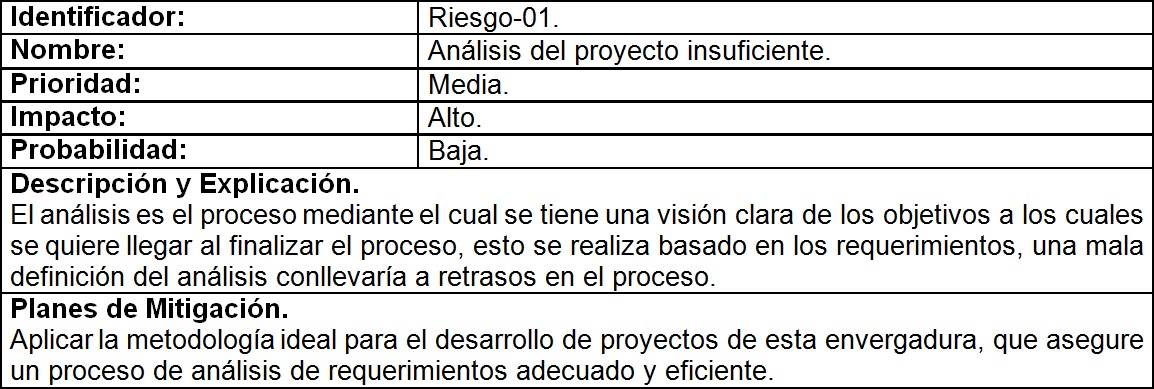 Identificador: Riesgo-01.
Nombre: Análisis del proyecto insuficiente.
Prioridad: Media.
Impacto: Alto.
Probabilidad: Baja.
Descripción y Explicación.
El análisis es el proceso mediante el cual se tiene una visión clara de los objetivos a los cuales
se quiere llegar al finalizar el proceso, esto se realiza basado en los requerimientos, una mala
definición del análisis conllevaría a retrasos en el proceso.
Planes de Mitigación.
Aplicar la metodología ideal para el desarrollo de proyectos de esta envergadura, que asegure
un proceso de análisis de requerimientos adecuado y eficiente.